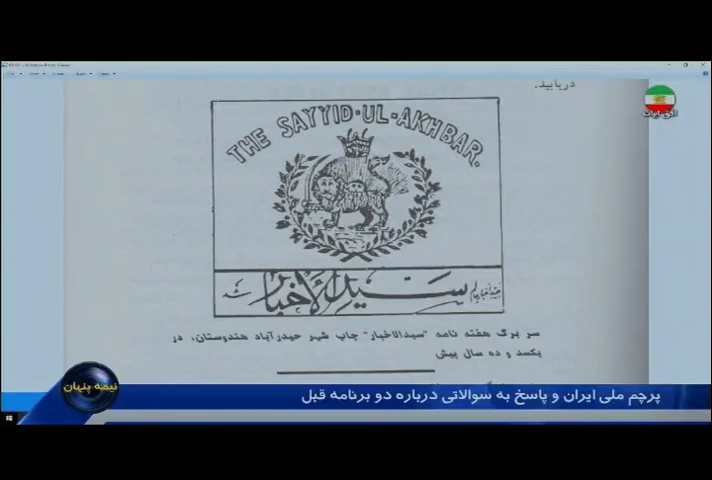 دریابید.
THE SAYYID-UL-AKHBAR.
سید الاخبار
سر برگ هفته نامه "سیدالاخبار" چاپ شهر حیدرآباد هندوستان، در
یکصد و ده سال پیش
پرچم ملی ایران و پاسخ به سوالاتی درباره دو برنامه قبل
نیمه پنهان